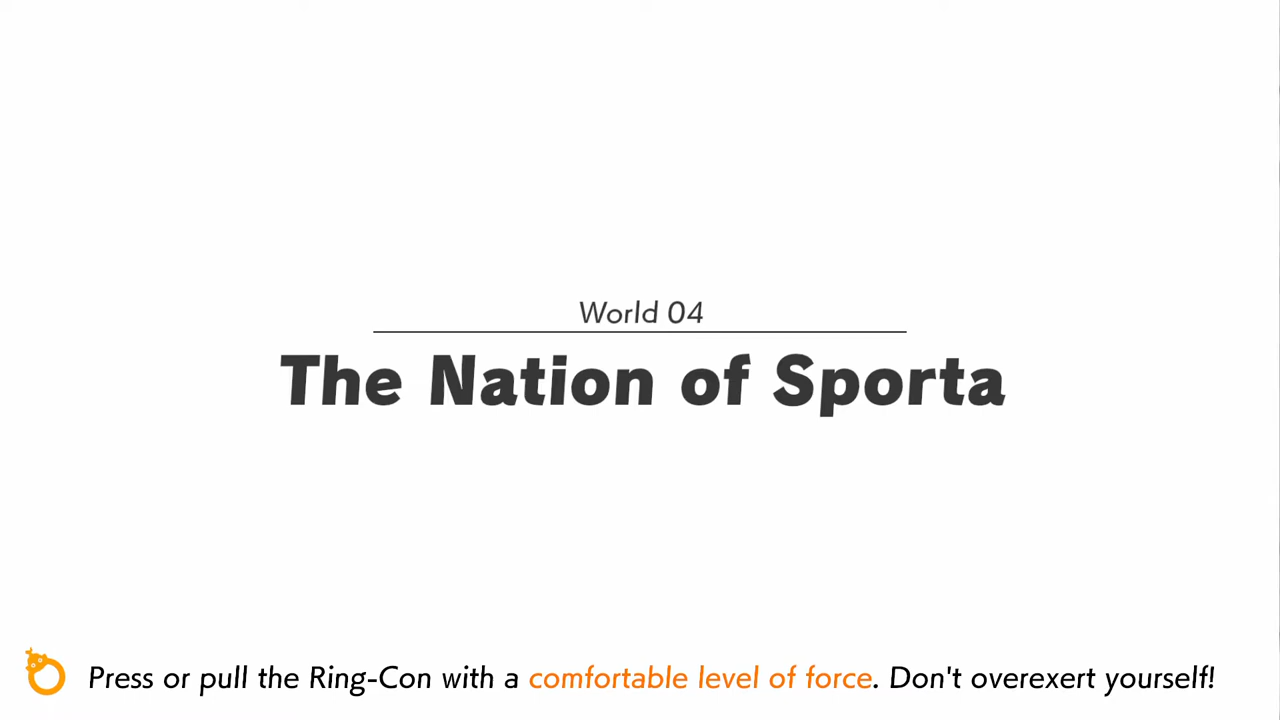 World 04
The Nation of Sporta
Press or pull the Ring-Con with a comfortable level of force. Don't overexert yourself!